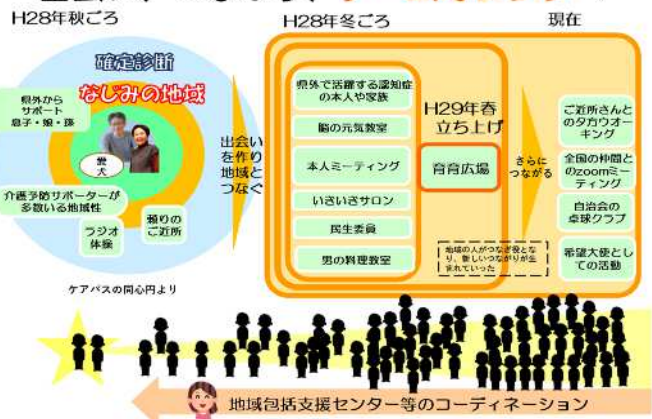 H28年秋ごろ
H28年冬ごろ
現在
確定診断
なじみの地域
県外から
サポート
息子・娘・孫
愛
犬
介護予防サポーターが
多数いる地域性
ラジオ
体操
頼りの
ご近所
ケアパスの同心円より
出会い
を作り
地域と
つなぐ
県外で活躍する認知症
の本人や家族
脳の元気教室
本人ミーティング
いきいきサロン
民生委員
男の料理教室
H29年春
立ち上げ
育育広場
地域の人がつなぎ役とな
り、新しいつながりが生
まれていった
さらに
つながる
ご近所さんと
の夕方ウオー
キング
全国の仲間と
のzoomミー
ティング
自治会の
卓球クラブ
希望大使とし
ての活動
地域包括支援センター等のコーディネーション